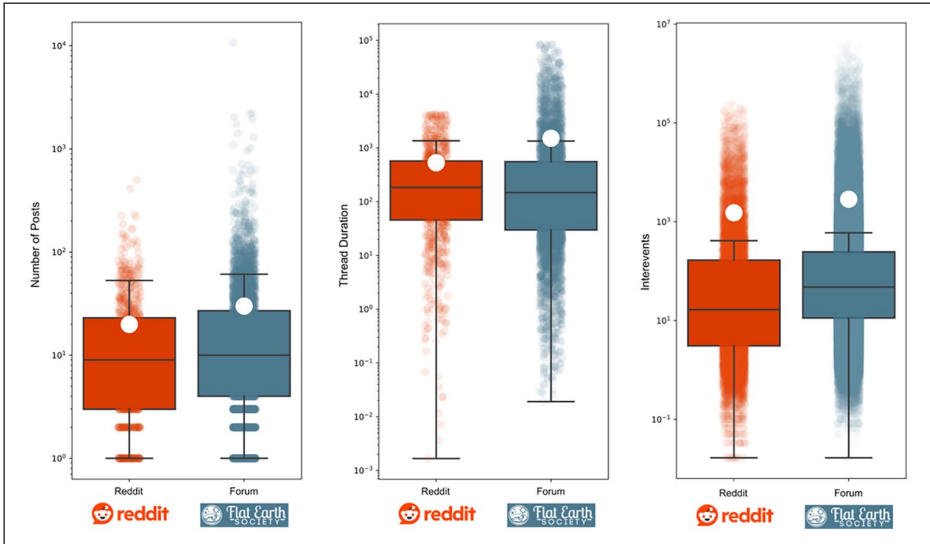 Number of Posts
10⁴
10³
10²
10¹
10⁰
Reddit
Forum
reddit
Flat Earth
SOCIETY
Thread Duration
10⁵
10⁴
10³
10²
10¹
10⁰
10⁻¹
10⁻²
10⁻³
Reddit
Forum
reddit
Flat Earth
SOCIETY
Interevents
10⁷
10⁵
10³
10¹
10⁻¹
Reddit
Forum
reddit
Flat Earth
SOCIETY